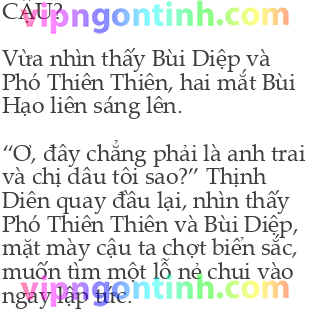 CẬU?
vipngontinh.com
Vừa nhìn thấy Bùi Diệp và
Phó Thiên Thiên, hai mắt Bùi
Hạo liên sáng lên.
“Ơ, đây chẳng phải là anh trai
và chị dâu tôi sao?” Thịnh
Diên quay đầu lại, nhìn thấy
Phó Thiên Thiên và Bùi Diệp,
mặt mày cậu ta chợt biển sắc,
muốn tìm một lỗ nẻ chui vào
ngay lập tức.
vipngontinh.com